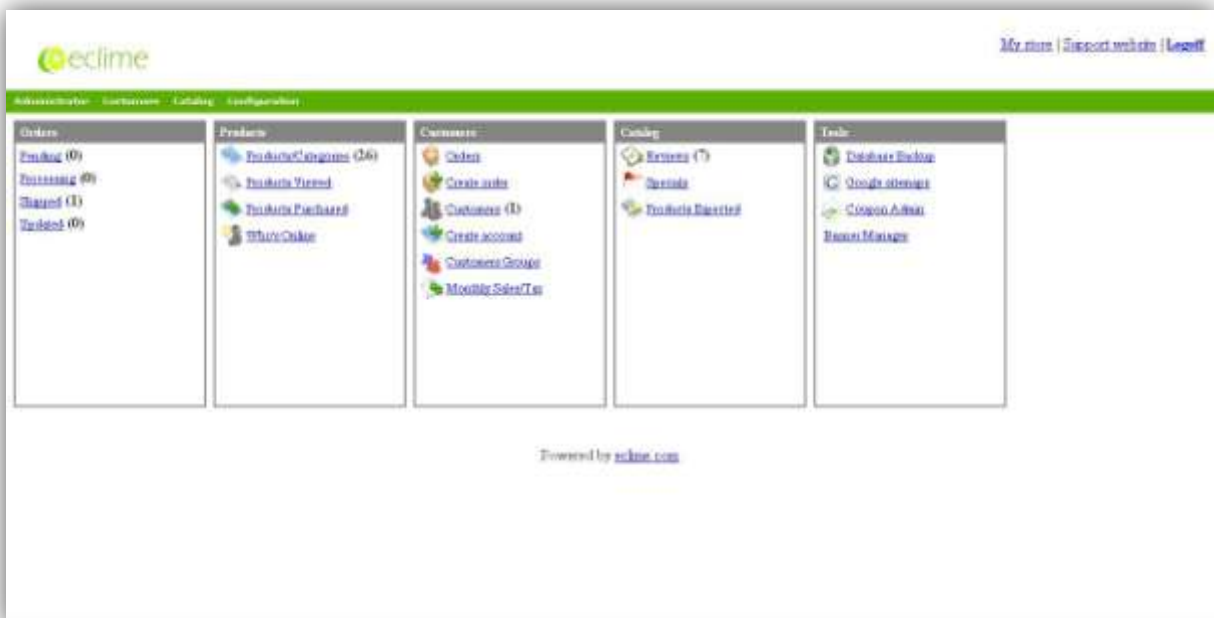 eclime
My store | Support website | Logoff
Administrator Customers Catalog Configuration
Orders
Pending (0)
Processing (0)
Shipped (1)
Updated (0)
Products
Products/Categories (26)
Products Viewed
Products Purchased
Who's Online
Customers
Orders
Create order
Customers (1)
Create account
Customers Groups
Monthly Sales/Tax
Catalog
Reviews (7)
Specials
Products Expected
Tools
Database Backup
Google sitemaps
Coupon Admin
Banner Manager
Powered by eclime.com